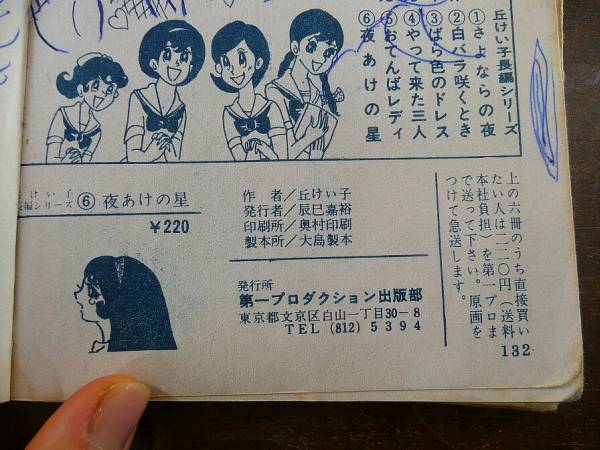 丘けい子長編シリーズ
①さよならの夜
②白バラ咲くとき
③ばら色のドレス
④やって来た三人
⑤おてんばレディ
⑥夜あけの星
丘けい子
長編シリーズ ⑥ 夜あけの星
￥220
作者／丘けい子
発行者／辰巳嘉裕
印刷所／奥村印刷
製本所／大島製本
発行所
第一プロダクション出版部
東京都文京区白山一丁目30－8
TEL (812) 5394
上の六冊のうち直接買い
たい人は二二〇円（送料
本社負担）を第一プロま
で送って下さい。原画を
つけて急送します。
132